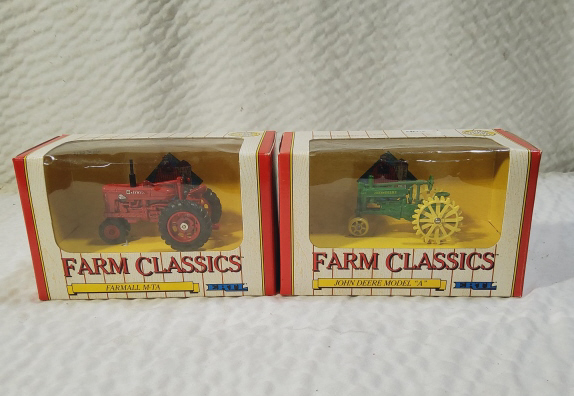 FARM CLASSICS
FARMALL M-TA
ERTL
FARM CLASSICS
JOHN DEERE MODEL "A"
ERTL